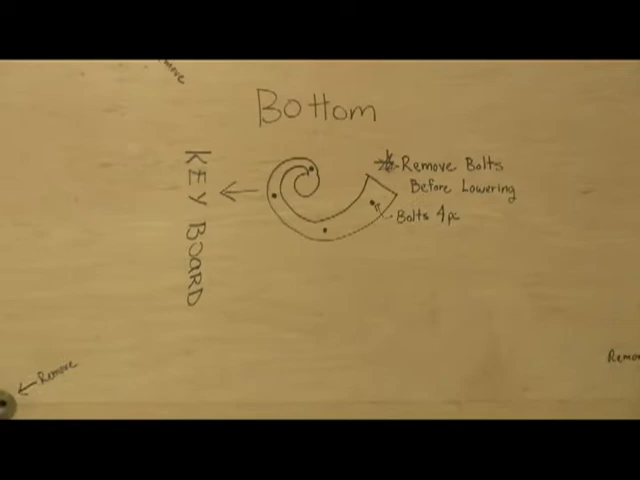 Bottom
KEY BOARD
* Remove Bolts
Before Lowering
Bolts 4pc
Remove